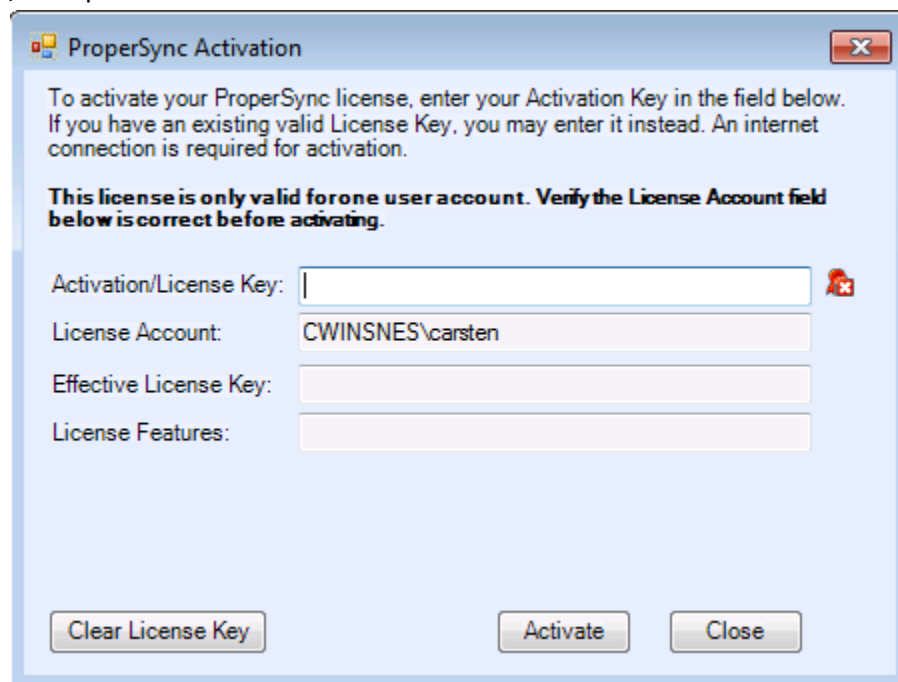 ProperSync Activation
To activate your ProperSync license, enter your Activation Key in the field below.
If you have an existing valid License Key, you may enter it instead. An internet
connection is required for activation.
This license is only valid for one user account. Verify the License Account field
below is correct before activating.
Activation/License Key:
License Account: CWINSNES\carsten
Effective License Key:
License Features:
Clear License Key Activate Close